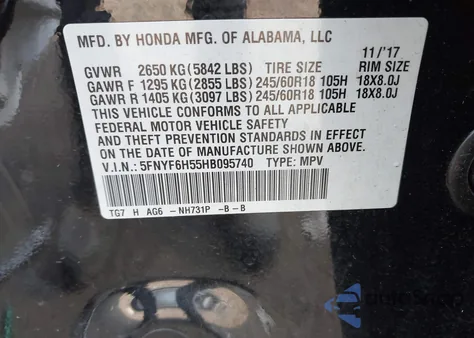 MFD. BY HONDA MFG. OF ALABAMA, LLC
11/'17
GVWR 2650 KG (5842 LBS) TIRE SIZE RIM SIZE
GAWR F 1295 KG (2855 LBS) 245/60R18 105H 18X8.0J
GAWR R 1405 KG (3097 LBS) 245/60R18 105H 18X8.0J
THIS VEHICLE CONFORMS TO ALL APPLICABLE
FEDERAL MOTOR VEHICLE SAFETY
AND THEFT PREVENTION STANDARDS IN EFFECT
ON THE DATE OF MANUFACTURE SHOWN ABOVE.
V.I.N.: 5FNYF6H55HB095740 TYPE: MPV
TG7 H AG6 -NH731P -B -B